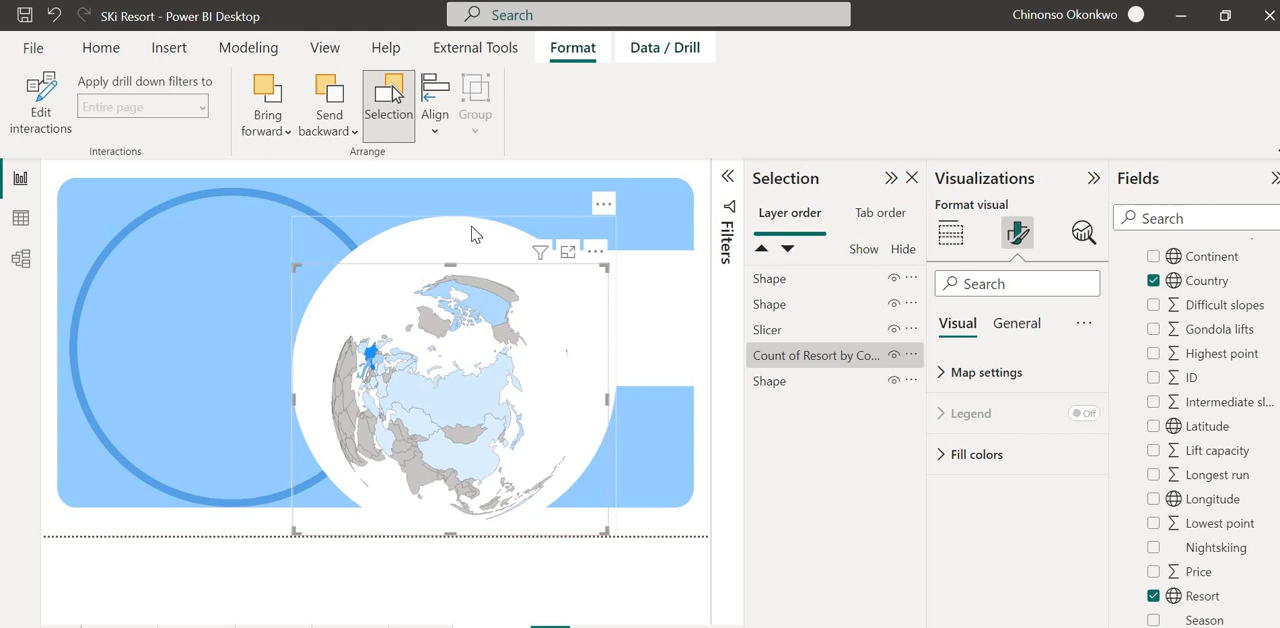 SKi Resort - Power BI Desktop
Search
Chinonso Okonkwo
File Home Insert Modeling View Help External Tools Format Data / Drill
Edit
interactions
Apply drill down filters to
Entire page
Interactions
Bring
forward
Send
backward
Selection
Align
Group
Arrange
Filters
Selection
Layer order Tab order
Show Hide
Shape
Shape
Slicer
Count of Resort by Co...
Shape
Visualizations
Format visual
Search
Visual General
Map settings
Legend Off
Fill colors
Fields
Search
Continent
Country
Difficult slopes
Gondola lifts
Highest point
ID
Intermediate sl...
Latitude
Lift capacity
Longest run
Longitude
Lowest point
Nightskiing
Price
Resort
Season